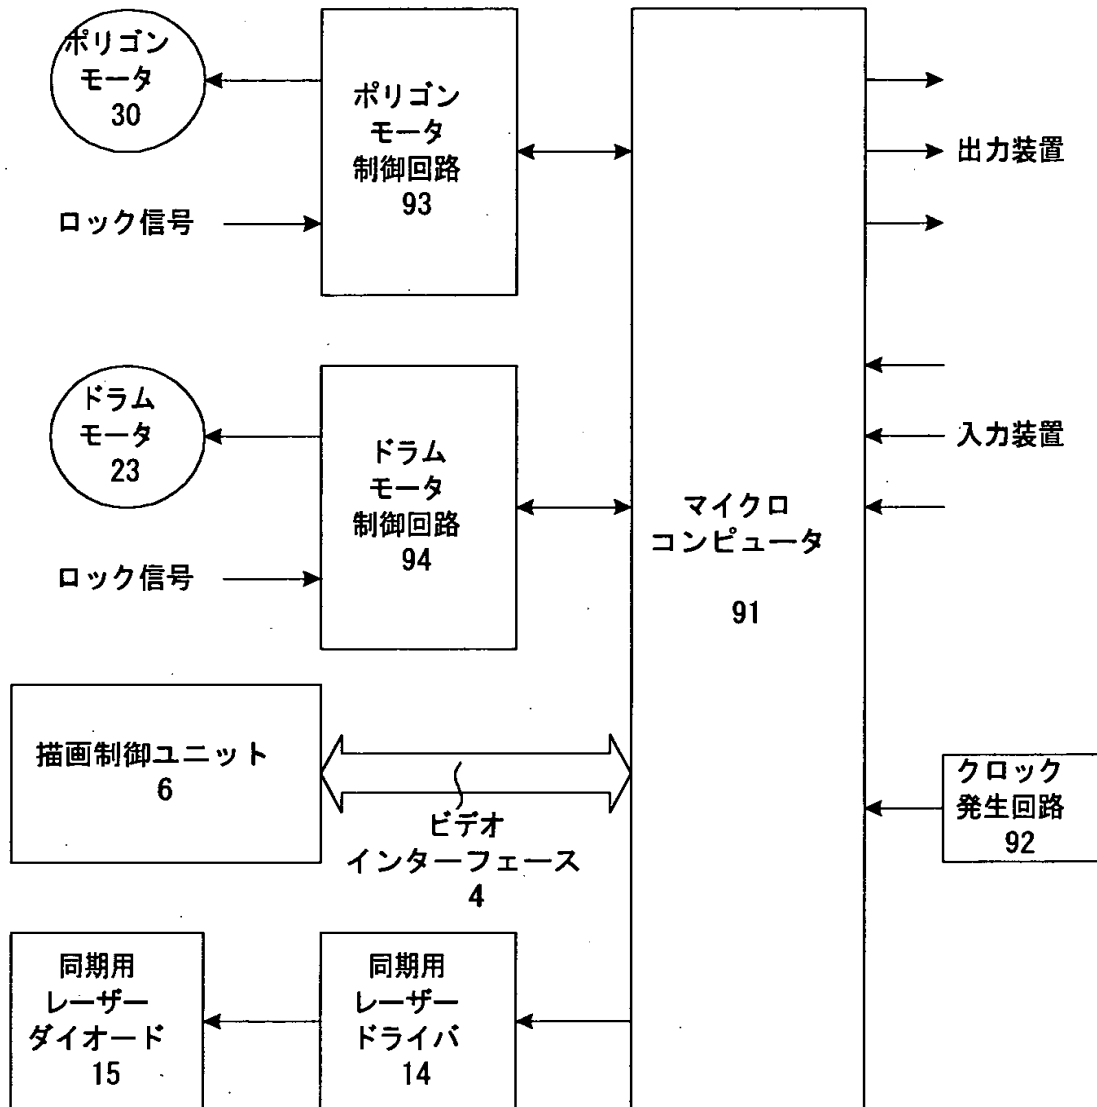 ポリゴン
モータ
30
ポリゴン
モータ
制御回路
93
ロック信号
出力装置
ドラム
モータ
23
ドラム
モータ
制御回路
94
ロック信号
入力装置
マイクロ
コンピュータ
91
描画制御ユニット
6
ビデオ
インターフェース
4
クロック
発生回路
92
同期用
レーザー
ダイオード
15
同期用
レーザー
ドライバ
14